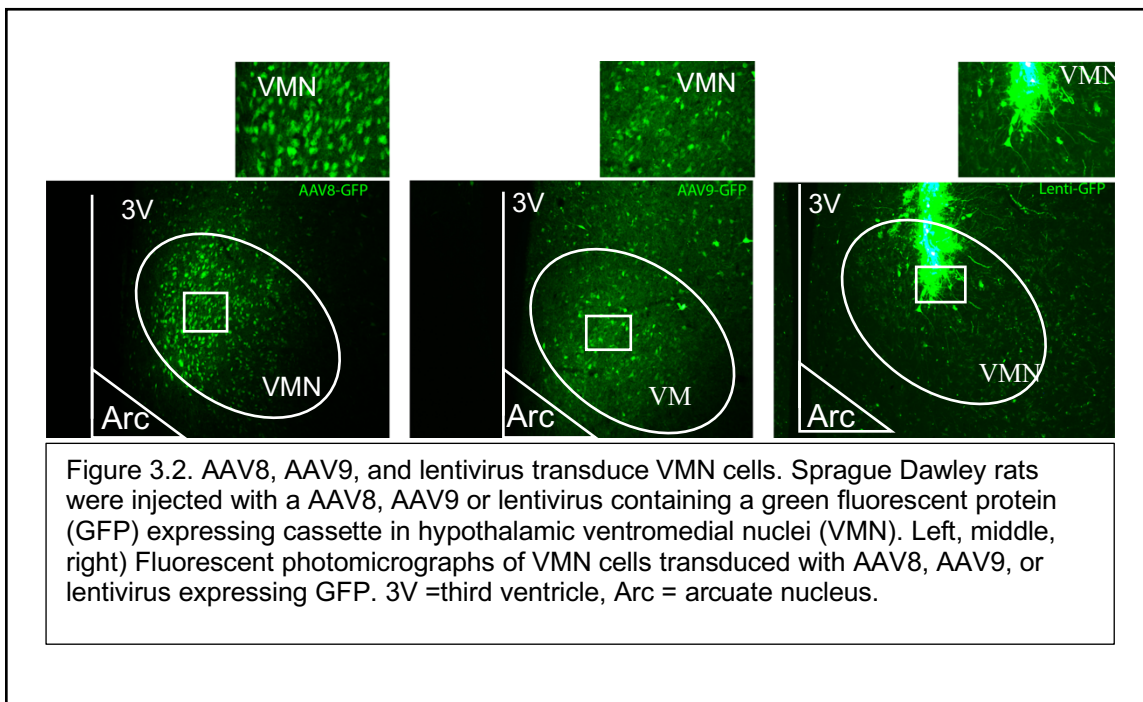 VMN
VMN
VMN
AAV8-GFP
3V
VMN
Arc
AAV9-GFP
3V
VM
Arc
Lenti-GFP
3V
VMN
Arc
Figure 3.2. AAV8, AAV9, and lentivirus transduce VMN cells. Sprague Dawley rats
were injected with a AAV8, AAV9 or lentivirus containing a green fluorescent protein
(GFP) expressing cassette in hypothalamic ventromedial nuclei (VMN). Left, middle,
right) Fluorescent photomicrographs of VMN cells transduced with AAV8, AAV9, or
lentivirus expressing GFP. 3V =third ventricle, Arc = arcuate nucleus.